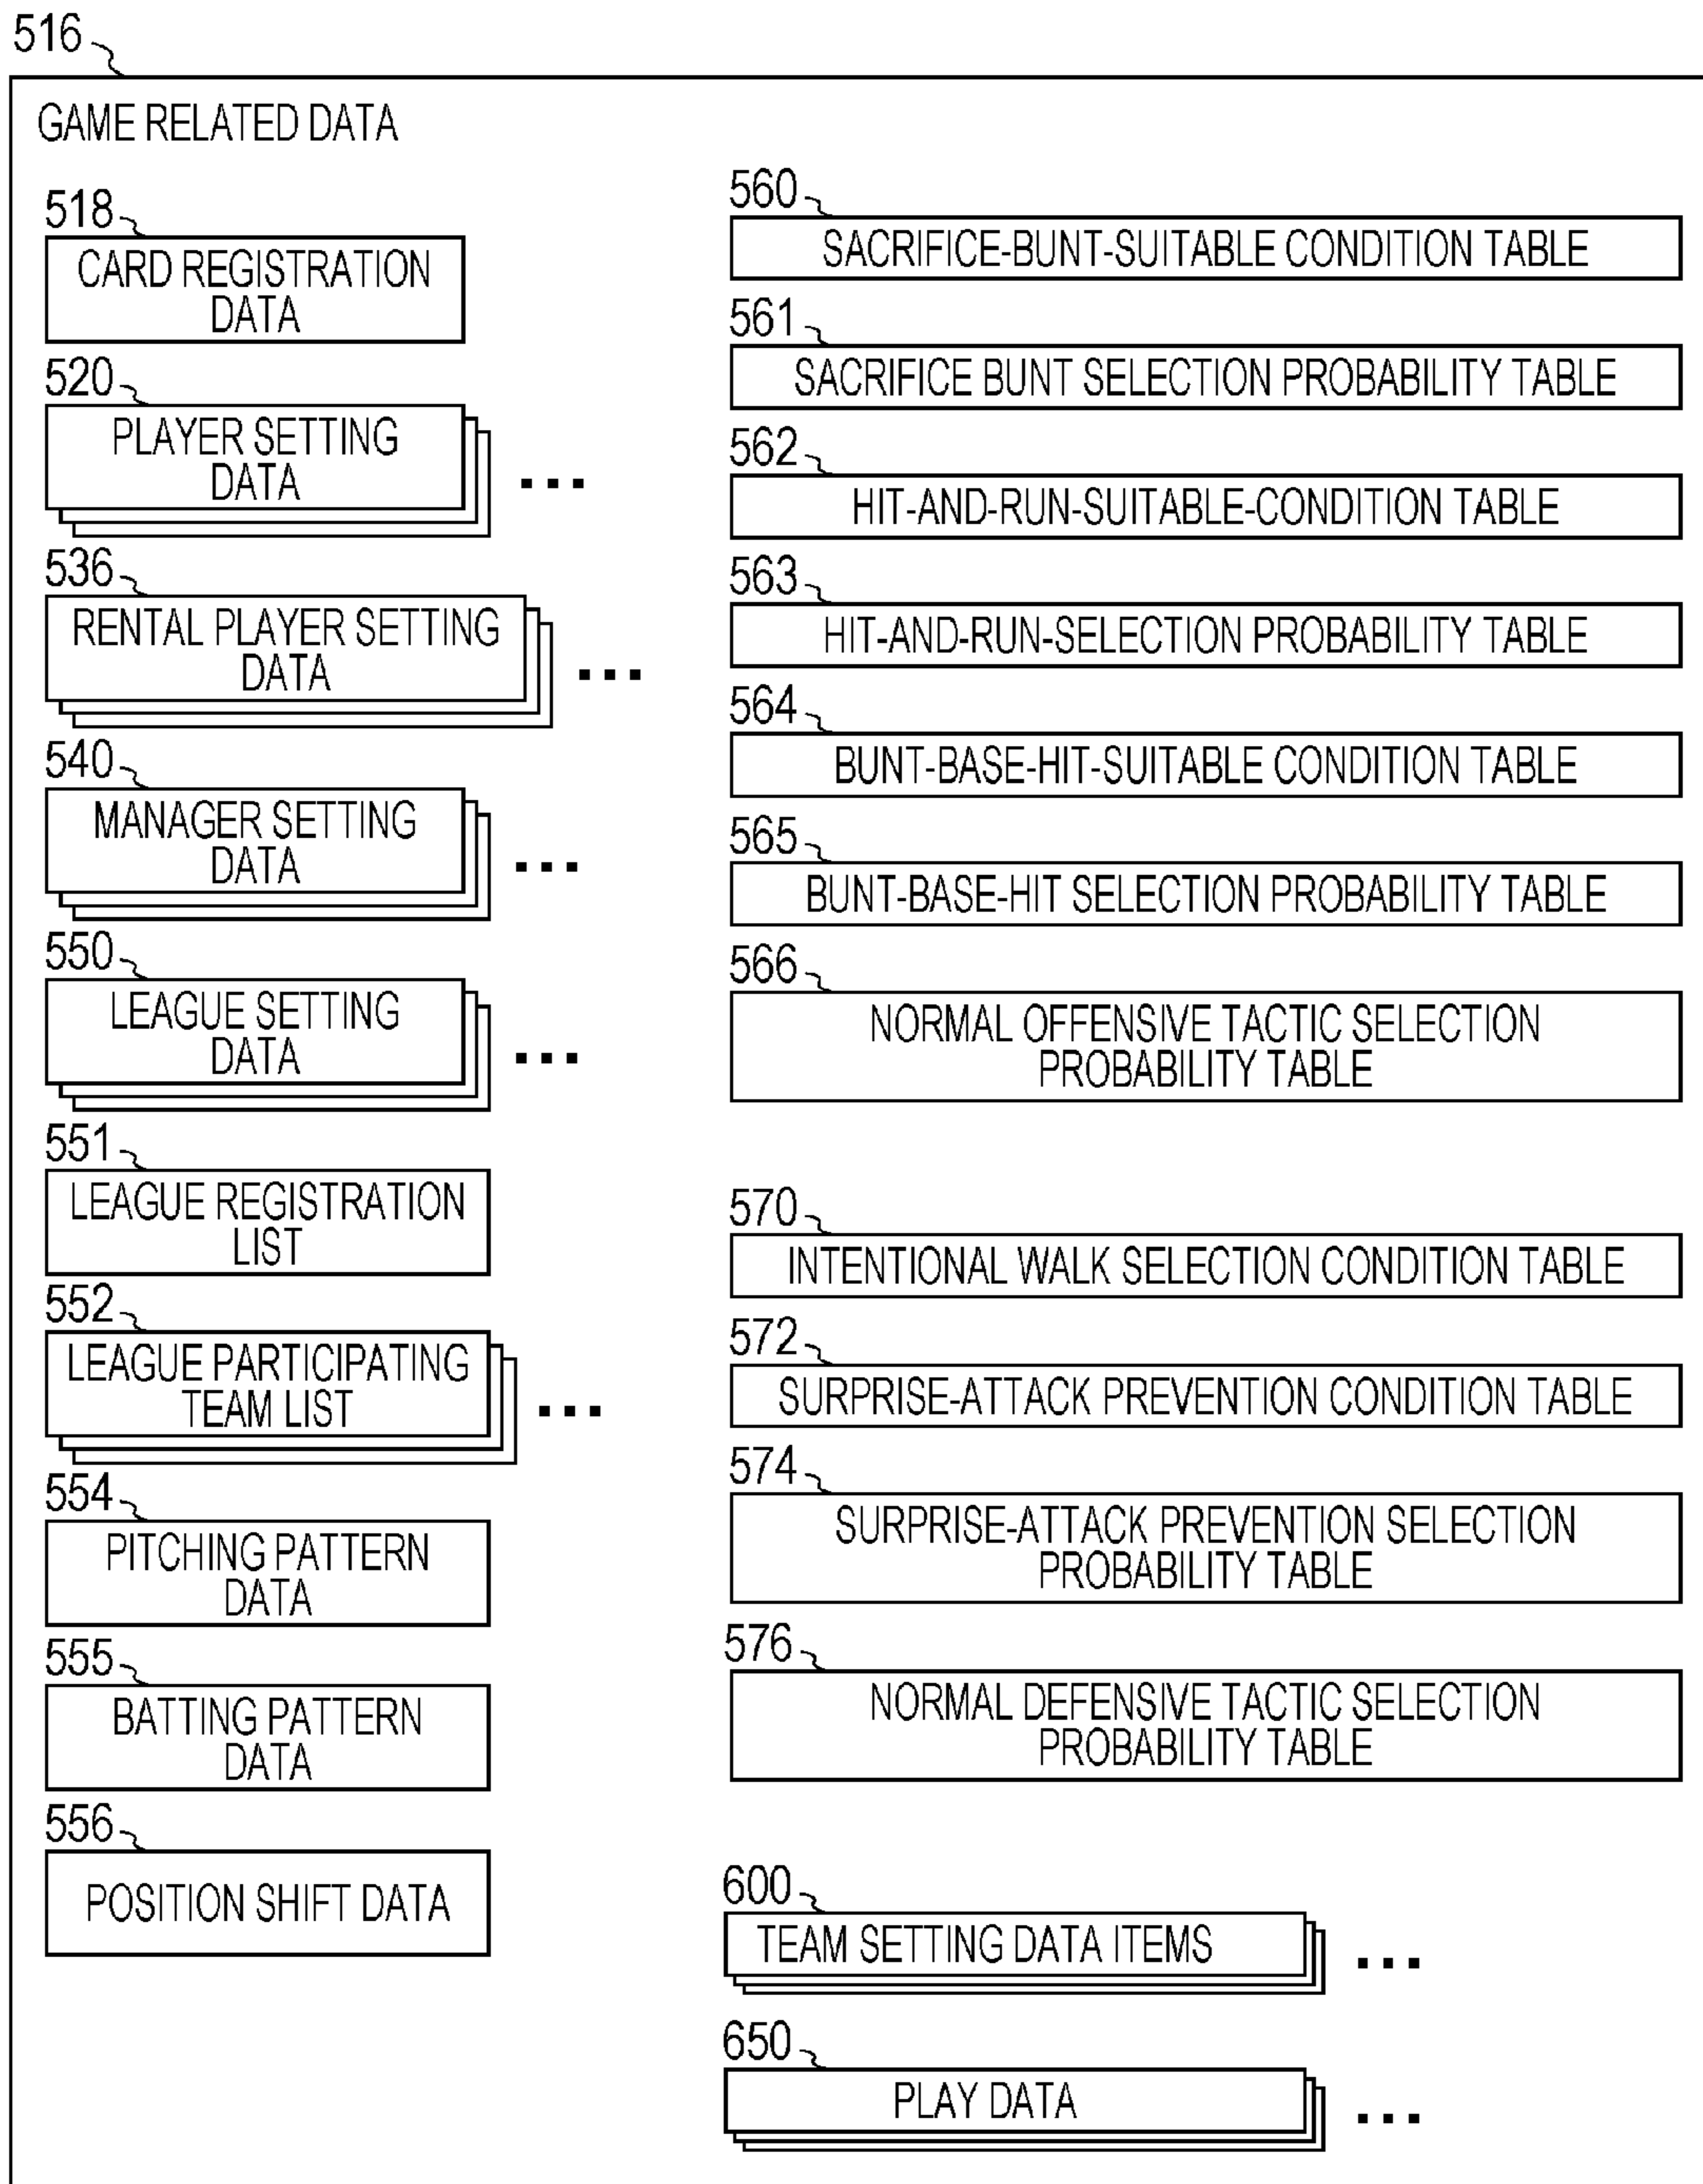 516
GAME RELATED DATA
518
CARD REGISTRATION
DATA
520
PLAYER SETTING
DATA
...
536
RENTAL PLAYER SETTING
DATA
...
540
MANAGER SETTING
DATA
...
550
LEAGUE SETTING
DATA
...
551
LEAGUE REGISTRATION
LIST
552
LEAGUE PARTICIPATING
TEAM LIST
...
554
PITCHING PATTERN
DATA
555
BATTING PATTERN
DATA
556
POSITION SHIFT DATA
560
SACRIFICE-BUNT-SUITABLE CONDITION TABLE
561
SACRIFICE BUNT SELECTION PROBABILITY TABLE
562
HIT-AND-RUN-SUITABLE-CONDITION TABLE
563
HIT-AND-RUN-SELECTION PROBABILITY TABLE
564
BUNT-BASE-HIT-SUITABLE CONDITION TABLE
565
BUNT-BASE-HIT SELECTION PROBABILITY TABLE
566
NORMAL OFFENSIVE TACTIC SELECTION
PROBABILITY TABLE
570
INTENTIONAL WALK SELECTION CONDITION TABLE
572
SURPRISE-ATTACK PREVENTION CONDITION TABLE
574
SURPRISE-ATTACK PREVENTION SELECTION
PROBABILITY TABLE
576
NORMAL DEFENSIVE TACTIC SELECTION
PROBABILITY TABLE
600
TEAM SETTING DATA ITEMS
...
650
PLAY DATA
...